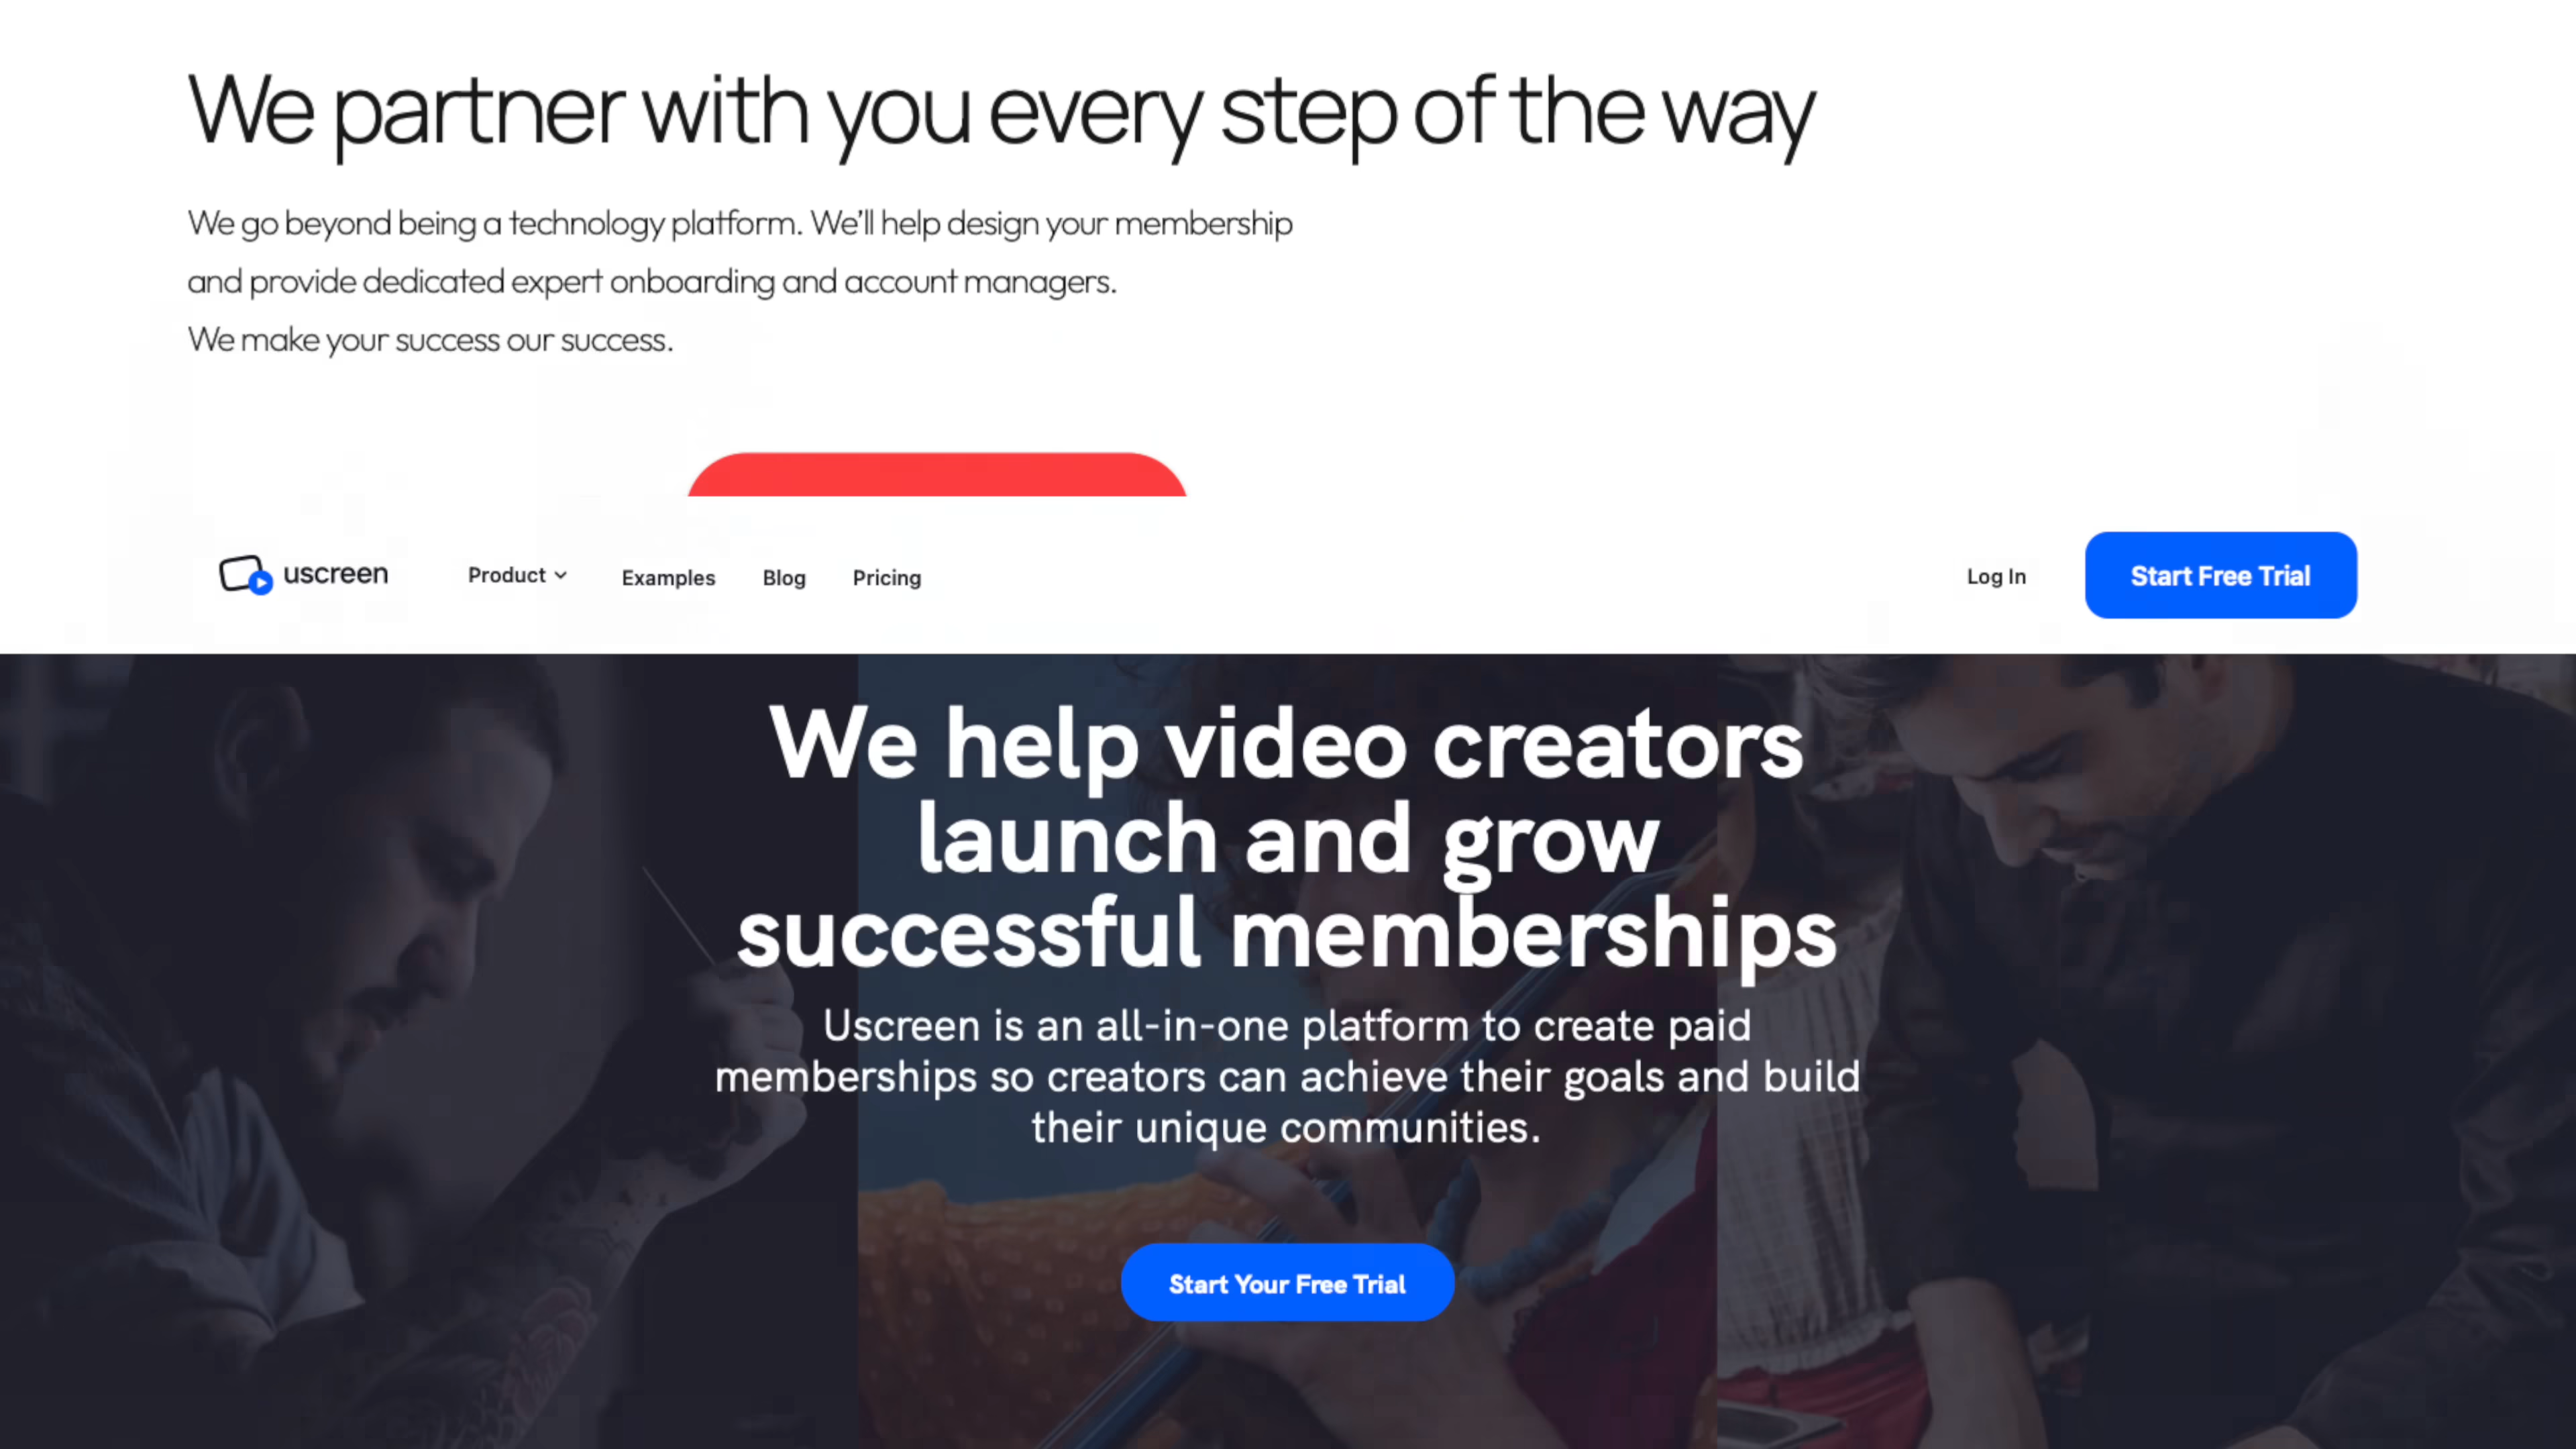 We partner with you every step of the way
We go beyond being a technology platform. We'll help design your membership
and provide dedicated expert onboarding and account managers.
We make your success our success.
uscreen Product Examples Blog Pricing Log In Start Free Trial
We help video creators
launch and grow
successful memberships
Uscreen is an all-in-one platform to create paid
memberships so creators can achieve their goals and build
their unique communities.
Start Your Free Trial